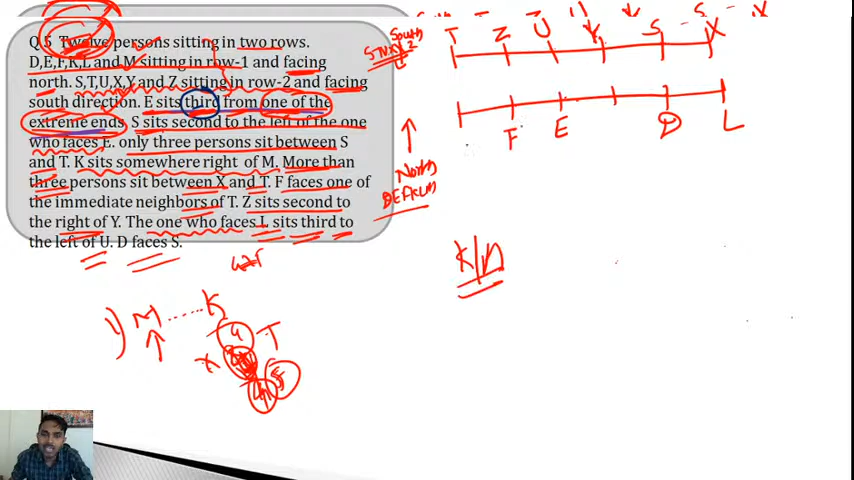 Q.5 Twelve persons sitting in two rows.
D,E,F,K,L and M sitting in row-1 and facing
north. S,T,U,X,Y and Z sitting in row-2 and facing
south direction. E sits third from one of the
extreme ends. S sits second to the left of the one
who faces E. only three persons sit between S
and T. K sits somewhere right of M. More than
three persons sit between X and T. F faces one of
the immediate neighbors of T. Z sits second to
the right of Y. The one who faces L sits third to
the left of U. D faces S.
South
T Z U Y S X
F E D L
North
DEFKLM
K/M
1) M ...... K
4 T
X